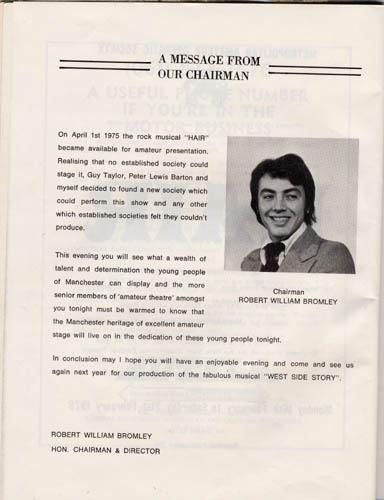 A MESSAGE FROM
OUR CHAIRMAN
On April 1st 1975 the rock musical "HAIR"
became available for amateur presentation.
Realising that no established society could
stage it, Guy Taylor, Peter Lewis Barton and
myself decided to found a new society which
could perform this show and any other
which established societies felt they couldn't
produce.
This evening you will see what a wealth of
talent and determination the young people
of Manchester can display and the more
senior members of 'amateur theatre' amongst
you tonight must be warmed to know that
the Manchester heritage of excellent amateur
stage will live on in the dedication of these young people tonight.
Chairman
ROBERT WILLIAM BROMLEY
In conclusion may I hope you will have an enjoyable evening and come and see us
again next year for our production of the fabulous musical "WEST SIDE STORY".
ROBERT WILLIAM BROMLEY
HON. CHAIRMAN & DIRECTOR